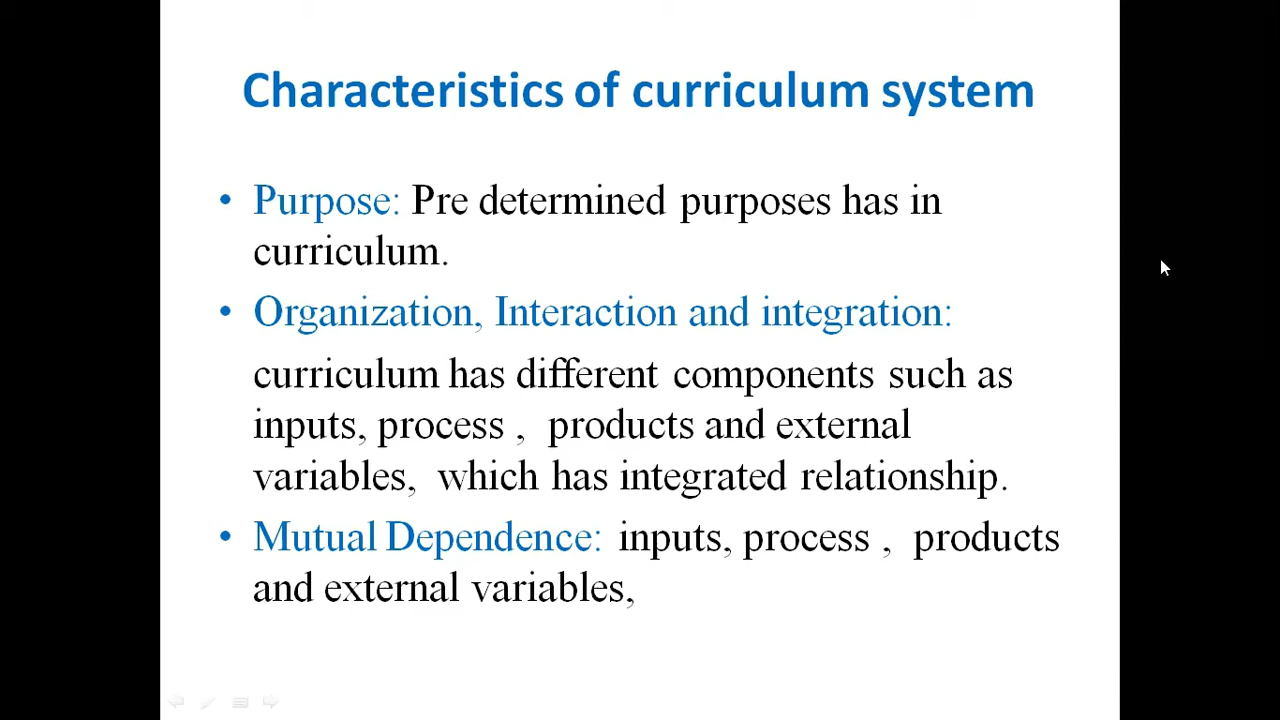 Characteristics of curriculum system
• Purpose: Pre determined purposes has in
curriculum.
• Organization, Interaction and integration:
curriculum has different components such as
inputs, process , products and external
variables, which has integrated relationship.
• Mutual Dependence: inputs, process , products
and external variables,